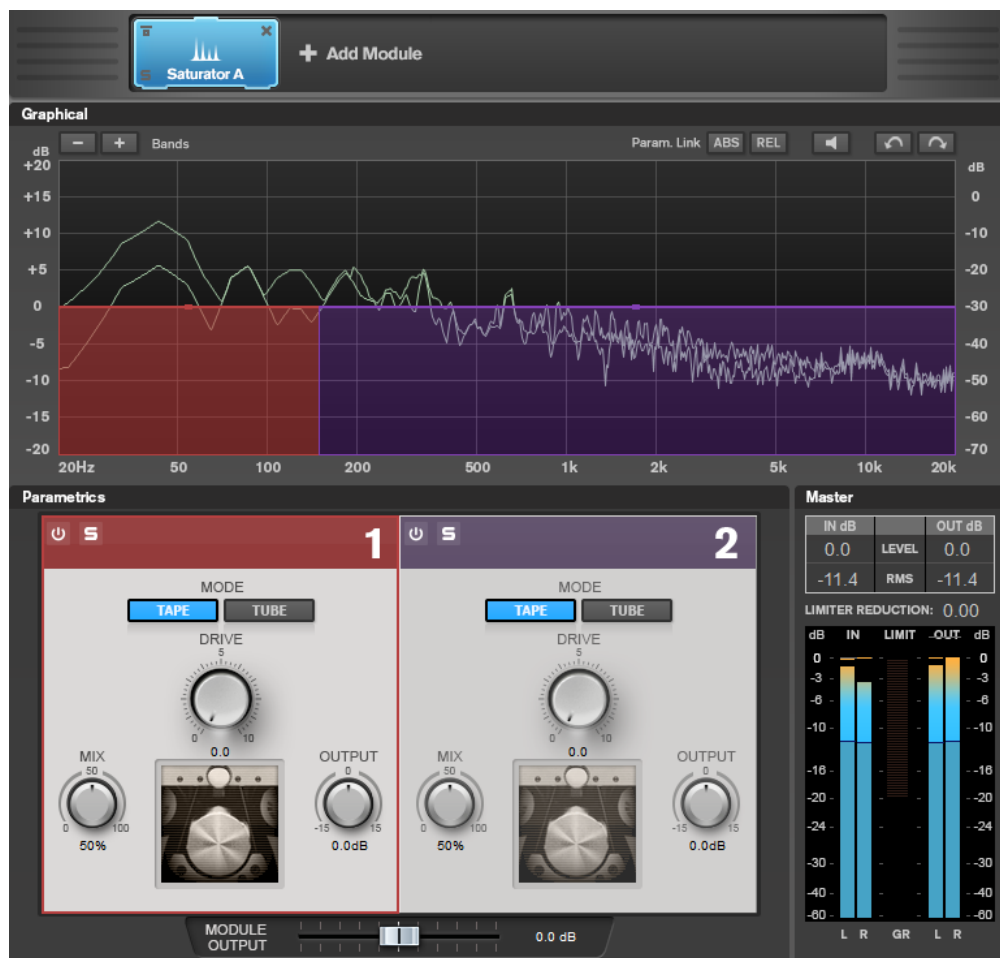 S
Saturator A
+ Add Module
Graphical
dB
- + Bands
Param. Link ABS REL
+20
+15
+10
+5
0
-5
-10
-15
-20
dB
0
-10
-20
-30
-40
-50
-60
-70
20Hz 50 100 200 500 1k 2k 5k 10k 20k
Parametrics
S 1
MODE
TAPE TUBE
DRIVE
5
0 10
0.0
MIX
50
0 100
50%
OUTPUT
0
-15 15
0.0dB
S 2
MODE
TAPE TUBE
DRIVE
5
0 10
0.0
MIX
50
0 100
50%
OUTPUT
0
-15 15
0.0dB
MODULE
OUTPUT
0.0 dB
Master
IN dB OUT dB
0.0 LEVEL 0.0
-11.4 RMS -11.4
LIMITER REDUCTION: 0.00
dB IN LIMIT OUT dB
0 0
-3 -3
-6 -6
-10 -10
-16 -16
-20 -20
-24 -24
-30 -30
-40 -40
-60 -60
L R GR L R